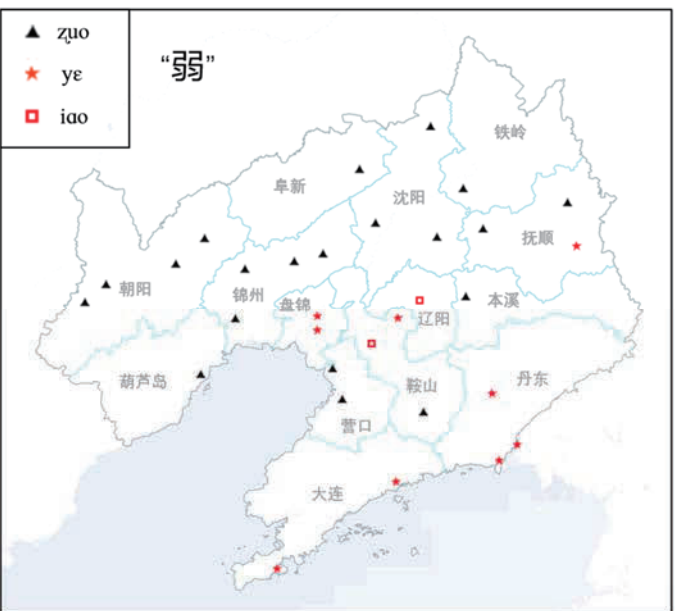 ʐuo
yɛ
iɑo
“弱”
铁岭
阜新
沈阳
抚顺
朝阳
锦州
盘锦
辽阳
本溪
葫芦岛
鞍山
丹东
营口
大连